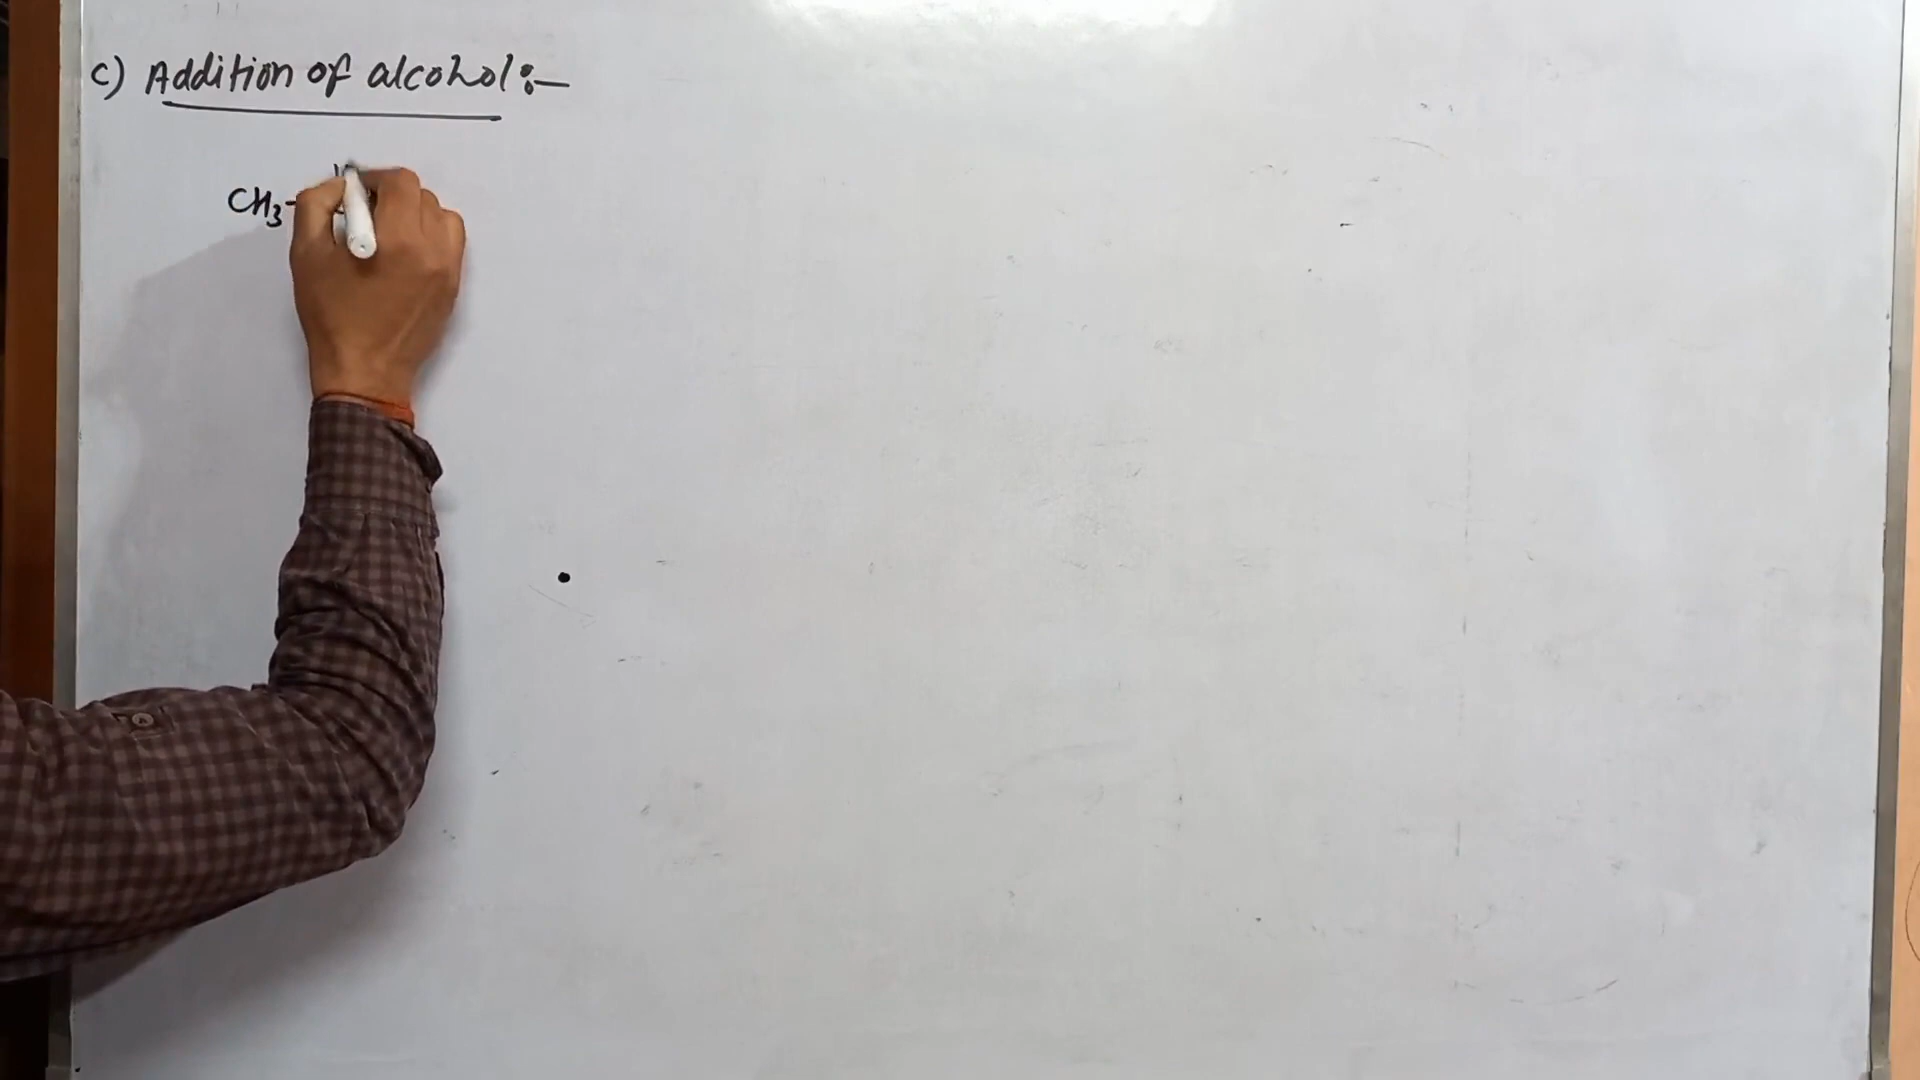 c) Addition of alcohol :-
CH3-